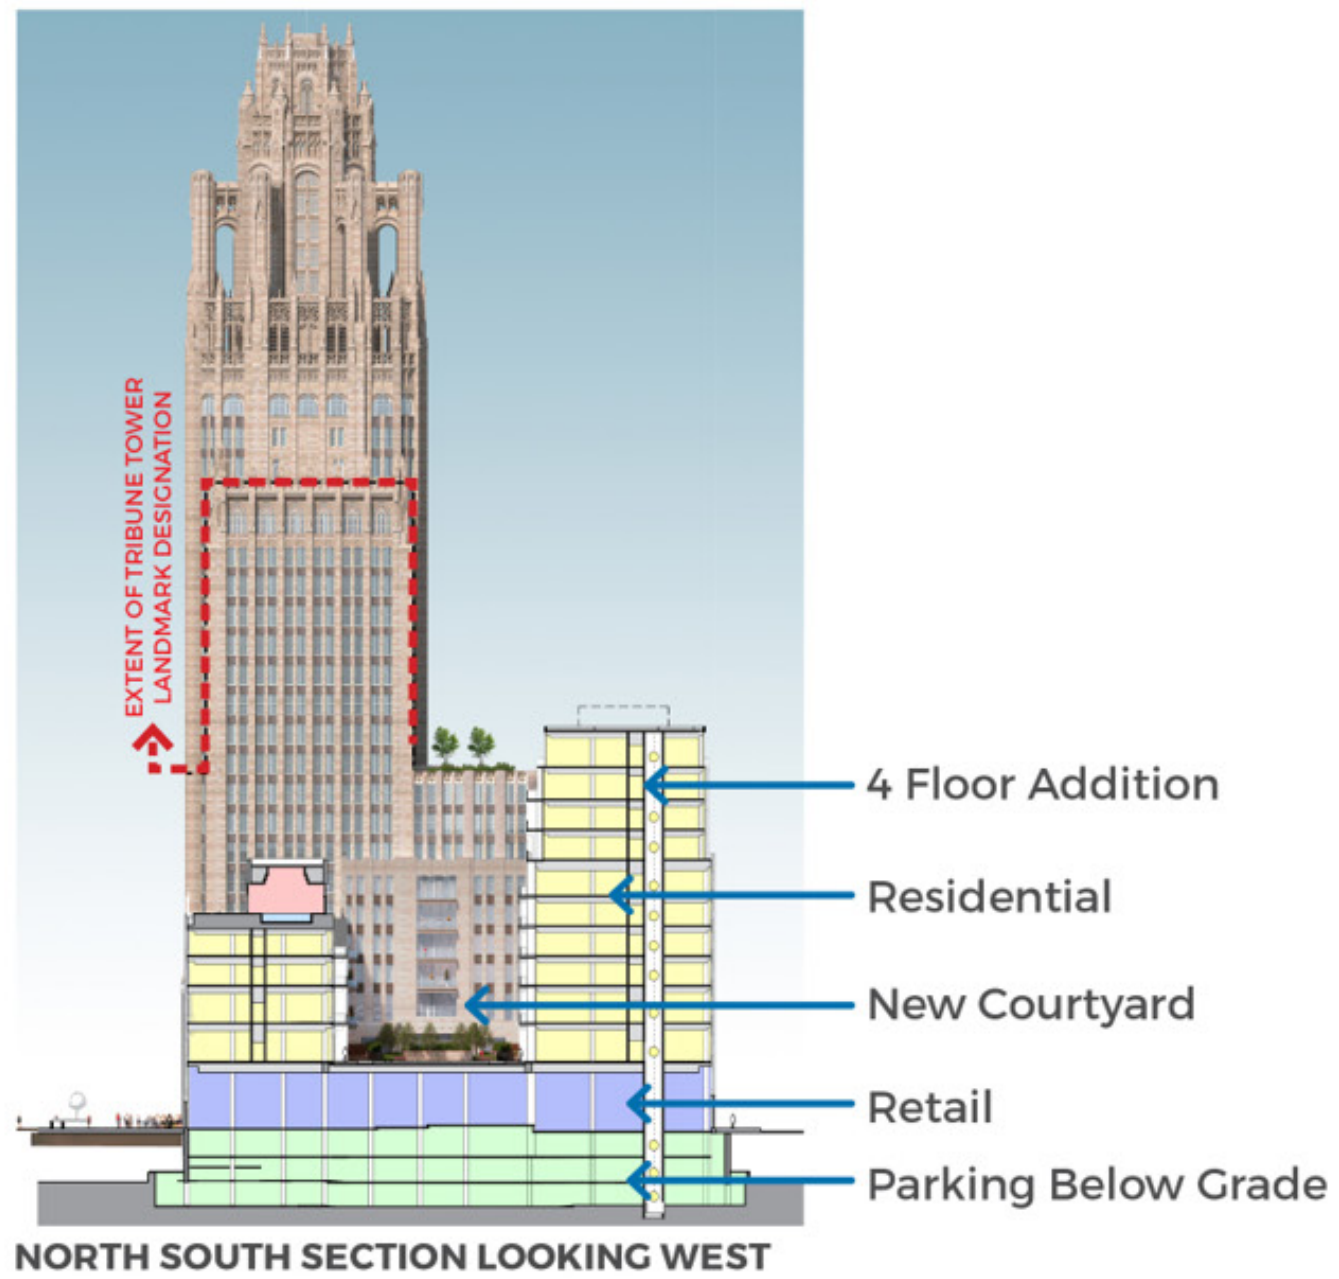 EXTENT OF TRIBUNE TOWER
LANDMARK DESIGNATION
4 Floor Addition
Residential
New Courtyard
Retail
Parking Below Grade
NORTH SOUTH SECTION LOOKING WEST